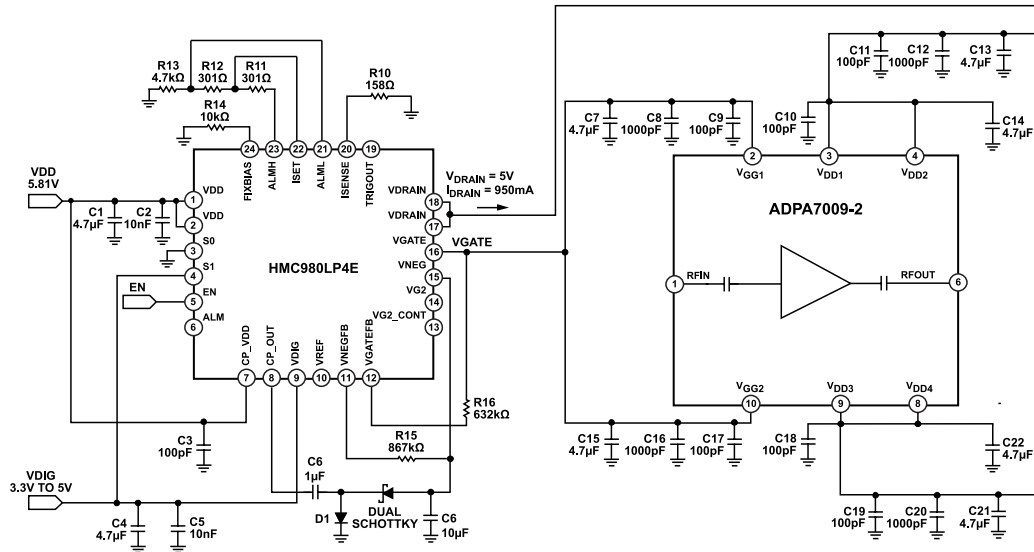 R13
4.7kΩ
R12
301Ω
R11
301Ω
R10
158Ω
R14
10kΩ
VDD
5.81V
C1
4.7µF
C2
10nF
24
23
22
21
20
19
FIXBIAS
ALMH
ISET
ALML
ISENSE
TRIGOUT
1
VDD
2
VDD
3
S0
4
S1
5
EN
6
ALM
EN
HMC980LP4E
VDRAIN
18
VDRAIN
17
VGATE
16
VNEG
15
VG2
14
VG2_CONT
13
CP_VDD
CP_OUT
VDIG
VREF
VNEGFB
VGATEFB
7
8
9
10
11
12
VDRAIN = 5V
IDRAIN = 950mA
VGATE
R16
632kΩ
R15
867kΩ
C3
100pF
VDIG
3.3V TO 5V
C4
4.7µF
C5
10nF
C6
1µF
D1
DUAL
SCHOTTKY
C6
10µF
C7
4.7µF
C8
1000pF
C9
100pF
C10
100pF
C11
100pF
C12
1000pF
C13
4.7µF
C14
4.7µF
2
3
4
VGG1
VDD1
VDD2
ADPA7009-2
1
RFIN
RFOUT
6
VGG2
VDD3
VDD4
10
9
8
C15
4.7µF
C16
1000pF
C17
100pF
C18
100pF
C22
4.7µF
C19
100pF
C20
1000pF
C21
4.7µF